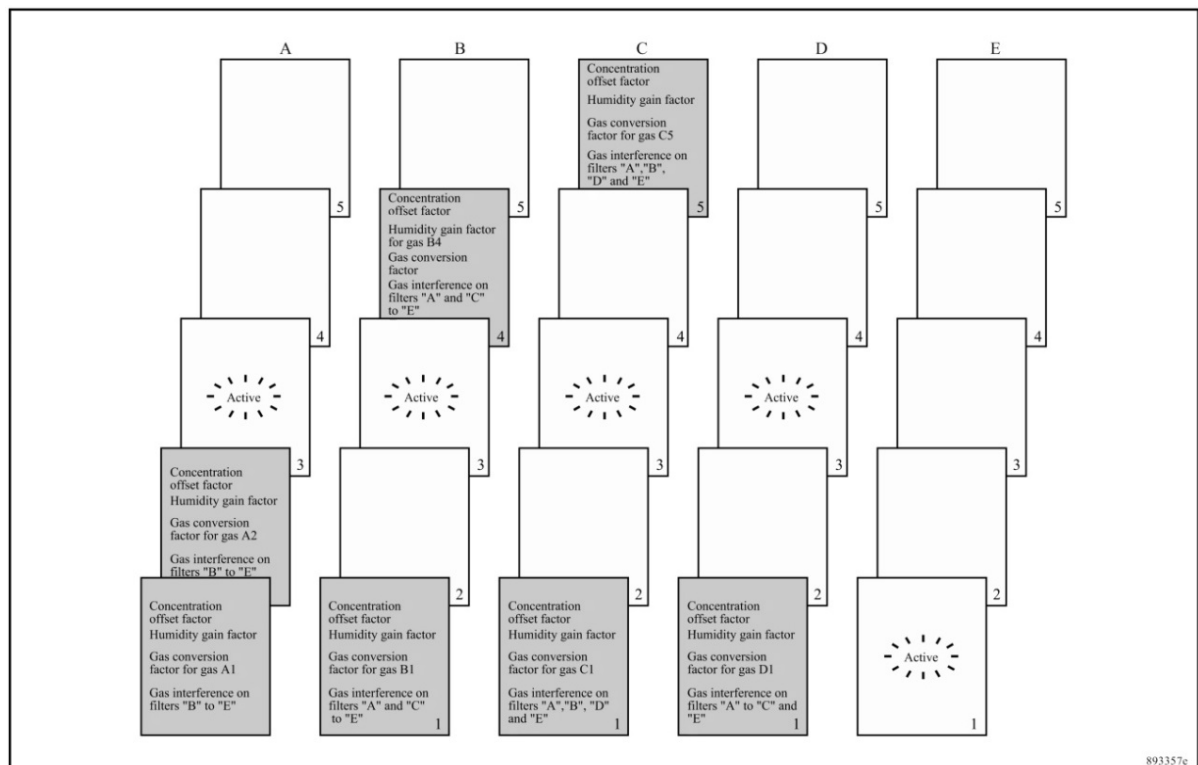 A
B
C
D
E
Concentration
offset factor
Humidity gain factor
Gas conversion
factor for gas C5
Gas interference on
filters "A","B",
"D" and "E"
5
5
5
5
5
Concentration
offset factor
Humidity gain factor
for gas B4
Gas conversion
factor
Gas interference on
filters "A" and "C"
to "E"
4
4
4
4
4
Active
Active
Active
Active
3
3
3
3
3
Concentration
offset factor
Humidity gain factor
Gas conversion
factor for gas A2
Gas interference on
filters "B" to "E"
2
2
2
2
Concentration
offset factor
Humidity gain factor
Gas conversion
factor for gas A1
Gas interference on
filters "B" to "E"
Concentration
offset factor
Humidity gain factor
Gas conversion
factor for gas B1
Gas interference on
filters "A" and "C"
to "E"
1
Concentration
offset factor
Humidity gain factor
Gas conversion
factor for gas C1
Gas interference on
filters "A","B", "D"
and "E"
1
Concentration
offset factor
Humidity gain factor
Gas conversion
factor for gas D1
Gas interference on
filters "A" to "C" and
"E"
1
Active
1
893357e